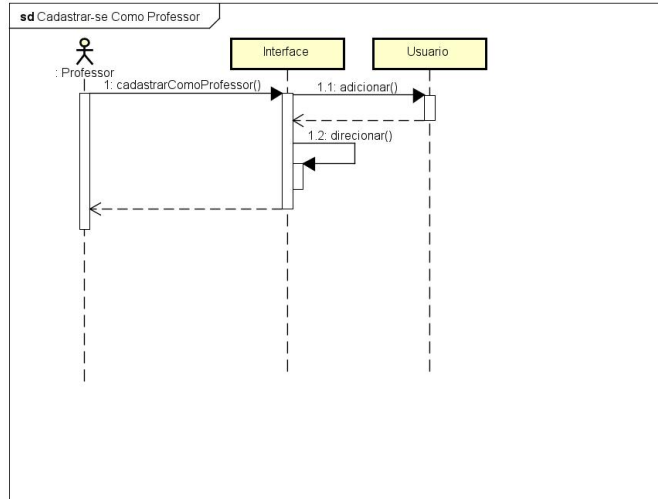 sd Cadastrar-se Como Professor
Interface
Usuario
: Professor
1: cadastrarComoProfessor()
1.1: adicionar()
1.2: direcionar()